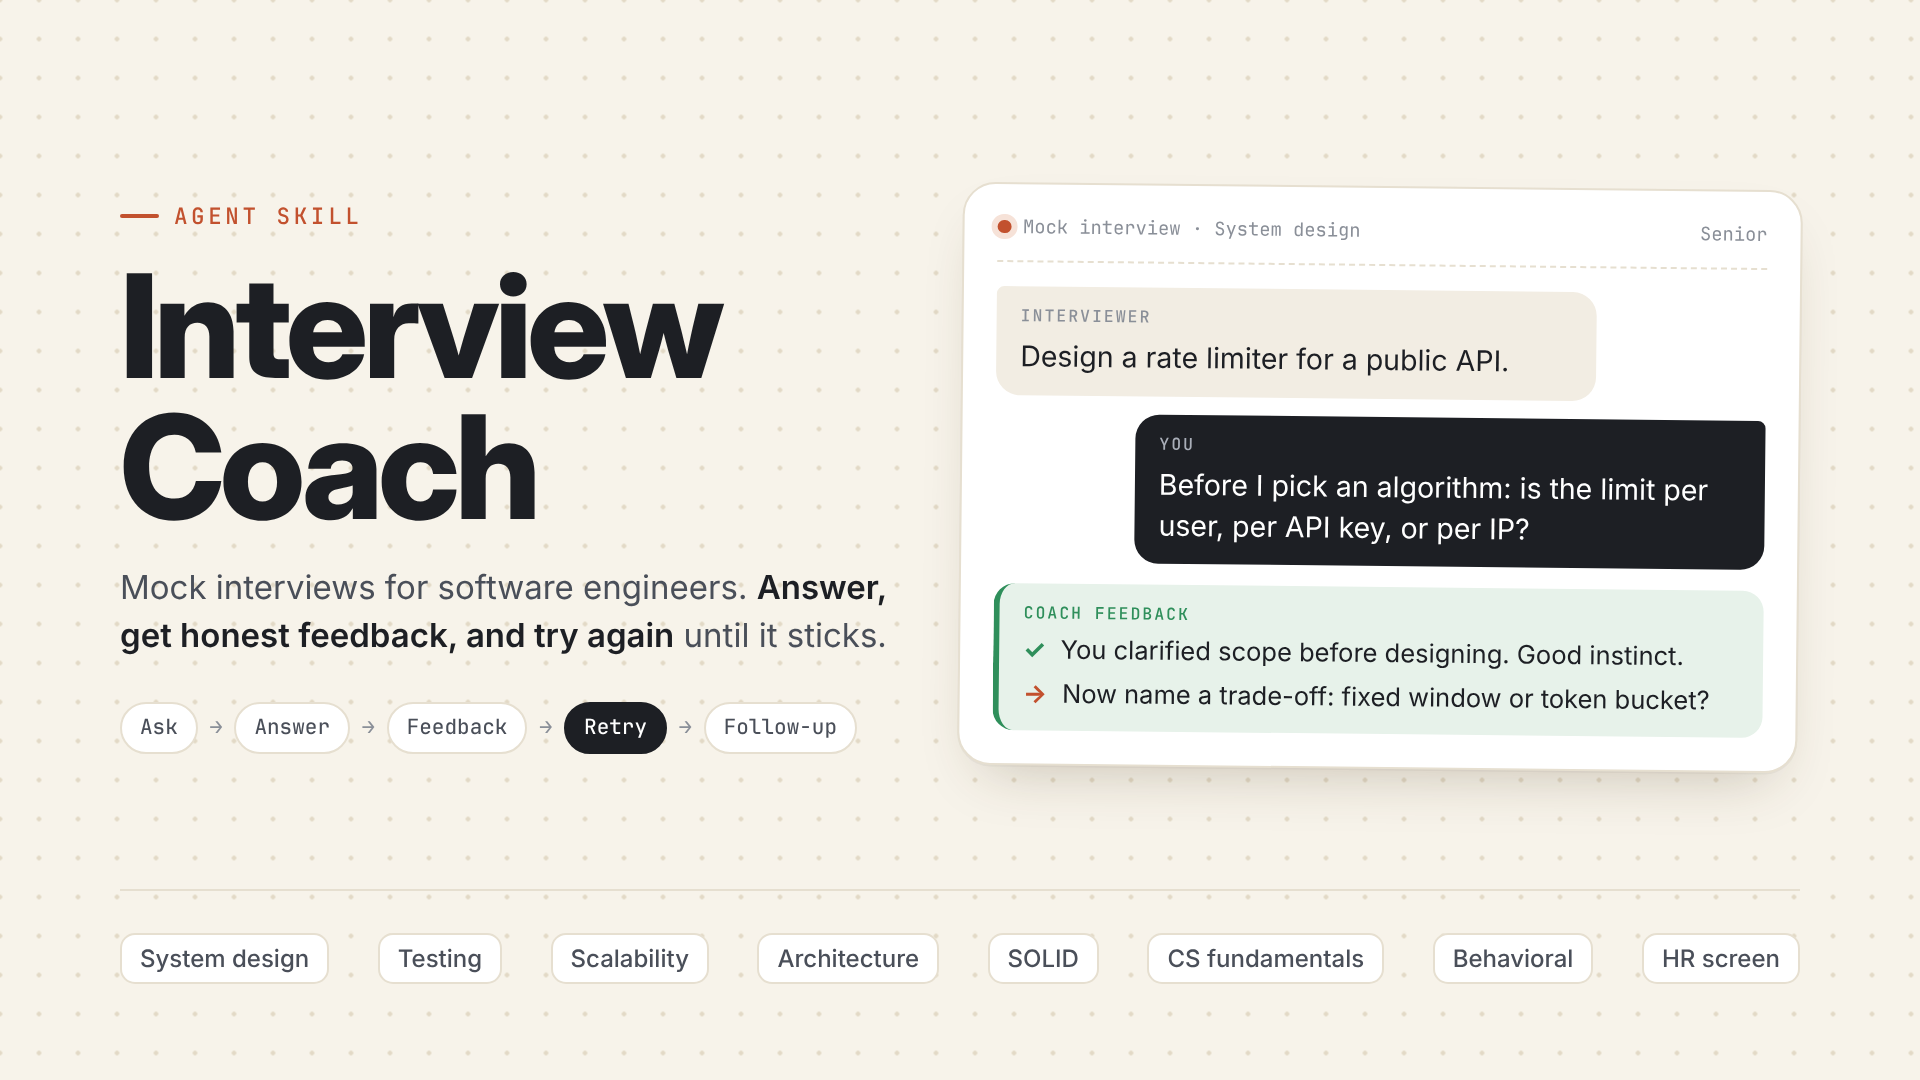 AGENT SKILL
Interview
Coach
Mock interviews for software engineers. Answer,
get honest feedback, and try again until it sticks.
Ask → Answer → Feedback → Retry → Follow-up
Mock interview · System design
Senior
INTERVIEWER
Design a rate limiter for a public API.
YOU
Before I pick an algorithm: is the limit per
user, per API key, or per IP?
COACH FEEDBACK
✓ You clarified scope before designing. Good instinct.
→ Now name a trade-off: fixed window or token bucket?
System design
Testing
Scalability
Architecture
SOLID
CS fundamentals
Behavioral
HR screen